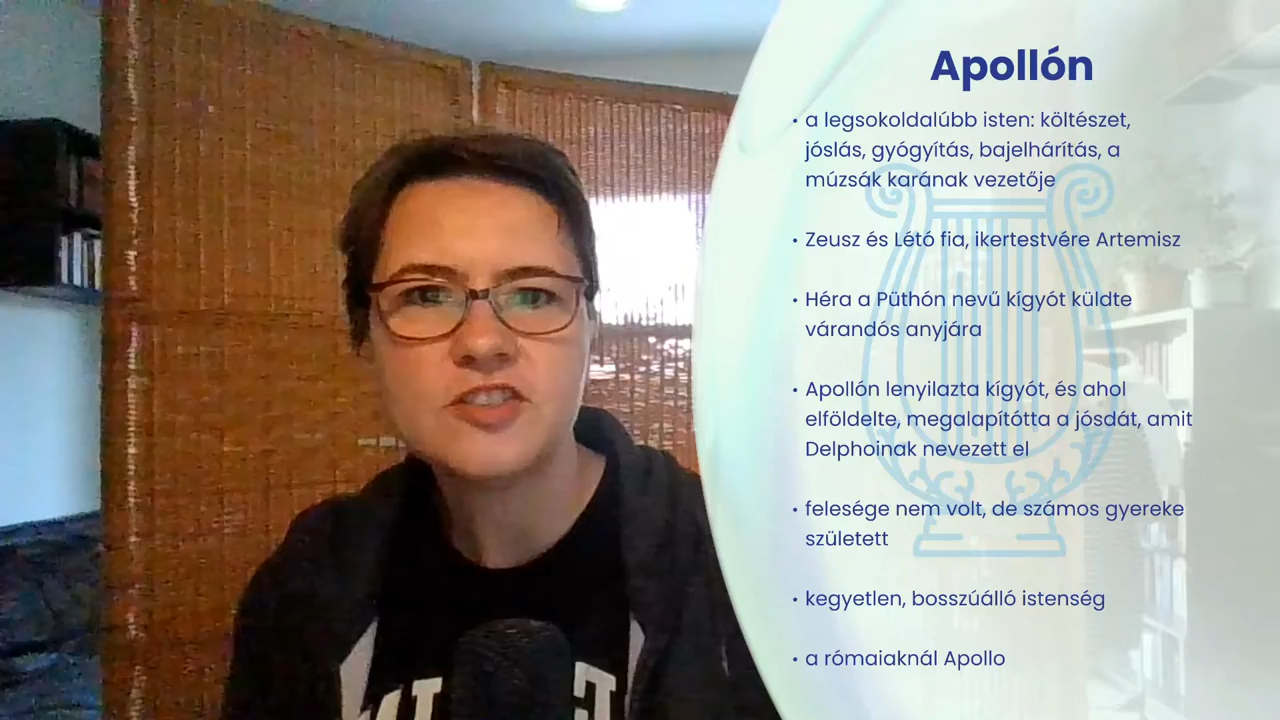 Apollón
• a legsokoldalúbb isten: költészet,
jóslás, gyógyítás, bajelhárítás, a
múzsák karának vezetője
• Zeusz és Létó fia, ikertestvére Artemisz
• Héra a Püthón nevű kígyót küldte
várandós anyjára
• Apollón lenyilazta kígyót, és ahol
elföldelte, megalapítótta a jósdát, amit
Delphoinak nevezett el
• felesége nem volt, de számos gyereke
született
• kegyetlen, bosszúálló istenség
• a rómaiaknál Apollo